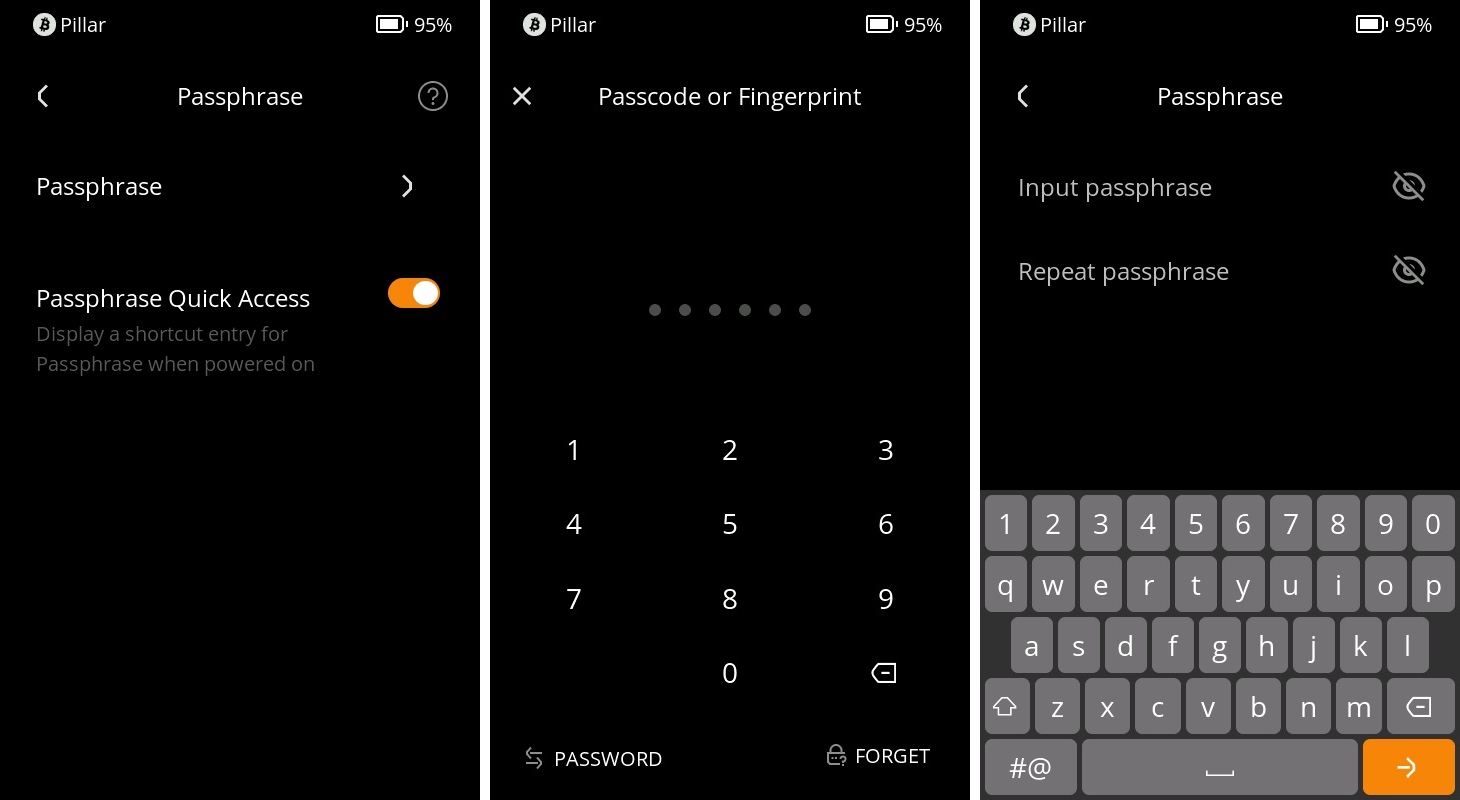 Pillar
95%
Passphrase
Passphrase
Passphrase Quick Access
Display a shortcut entry for
Passphrase when powered on
Pillar
95%
Passcode or Fingerprint
1 2 3
4 5 6
7 8 9
0
PASSWORD
FORGET
Pillar
95%
Passphrase
Input passphrase
Repeat passphrase
1 2 3 4 5 6 7 8 9 0
q w e r t y u i o p
a s d f g h j k l
z x c v b n m
#@